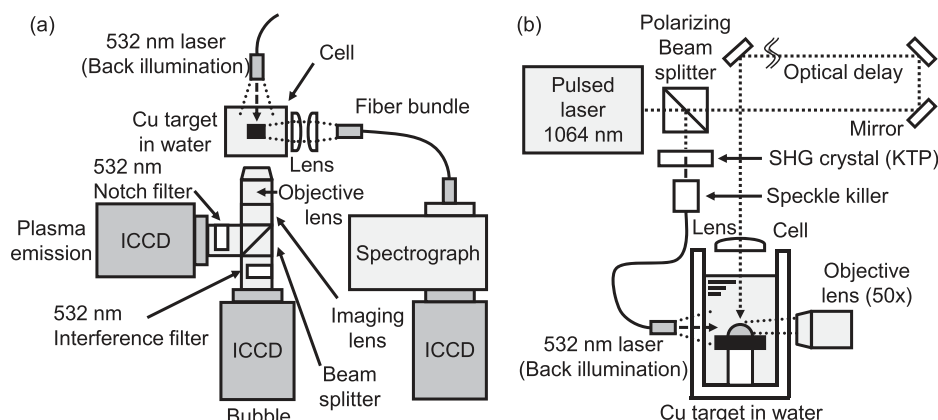 (a)
532 nm laser
(Back illumination)
Cell
Fiber bundle
Cu target
in water
Lens
532 nm
Notch filter
Objective
lens
Plasma
emission
ICCD
Spectrograph
532 nm
Interference filter
Imaging
lens
ICCD
ICCD
Beam
splitter
Bubble
(b)
Polarizing
Beam
splitter
Optical delay
Pulsed
laser
1064 nm
Mirror
SHG crystal (KTP)
Speckle killer
Lens
Cell
Objective
lens (50x)
532 nm laser
(Back illumination)
Cu target in water